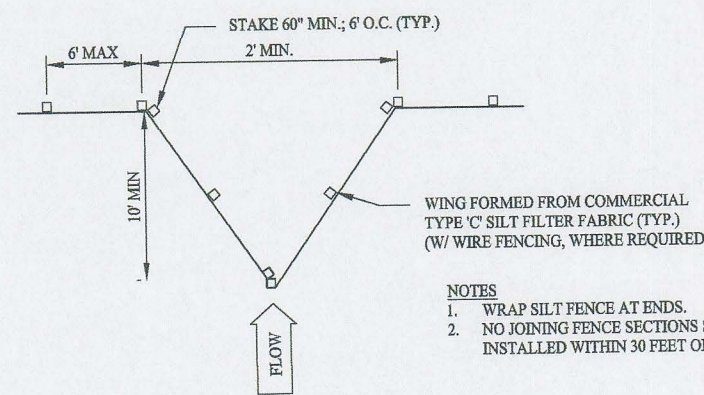 STAKE 60" MIN.; 6' O.C. (TYP.)
6' MAX
2' MIN.
10' MIN
WING FORMED FROM COMMERCIAL
TYPE 'C' SILT FILTER FABRIC (TYP.)
(W/ WIRE FENCING, WHERE REQUIRED
NOTES
1. WRAP SILT FENCE AT ENDS.
2. NO JOINING FENCE SECTIONS
INSTALLED WITHIN 30 FEET
FLOW